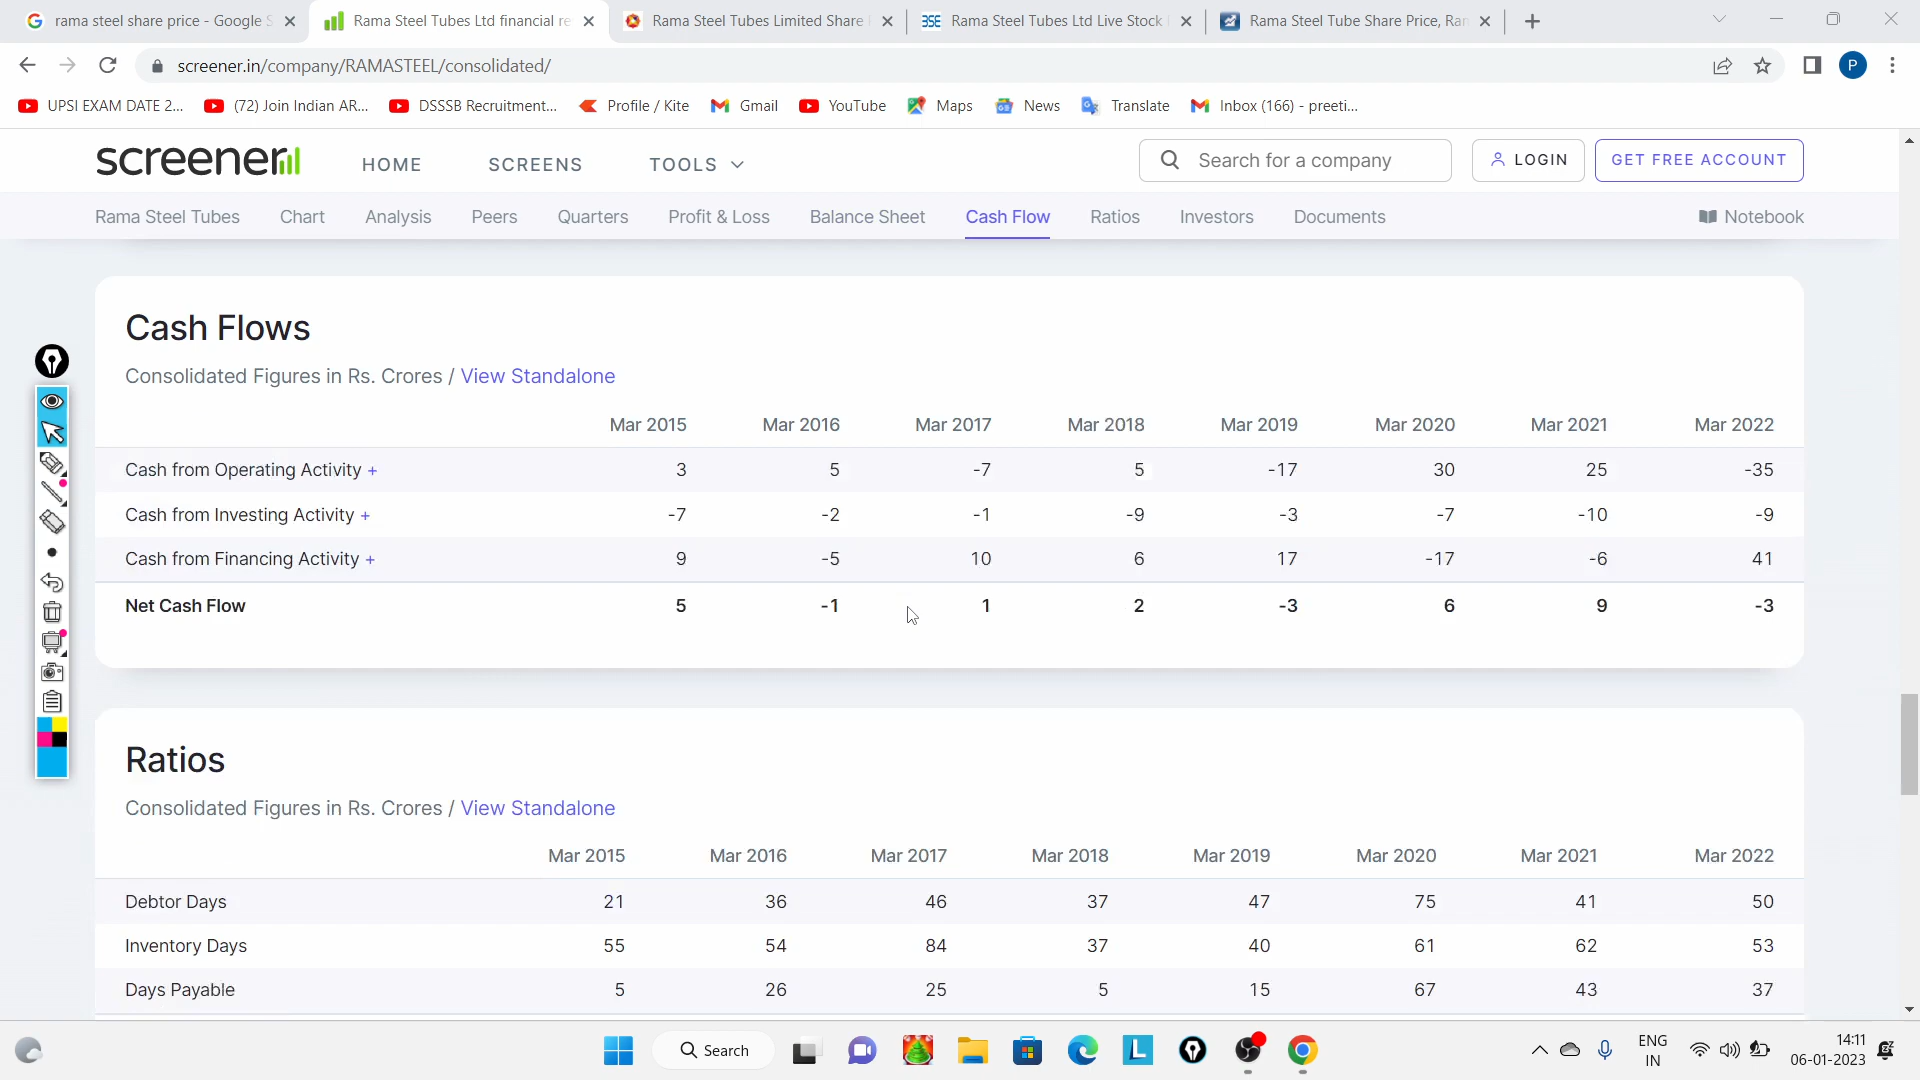 rama steel share price - Google S
Rama Steel Tubes Ltd financial re
Rama Steel Tubes Limited Share
BSE Rama Steel Tubes Ltd Live Stock
Rama Steel Tube Share Price, Ran
screener.in/company/RAMASTEEL/consolidated/
P
UPSI EXAM DATE 2...
(72) Join Indian AR...
DSSSB Recruitment...
Profile / Kite
Gmail
YouTube
Maps
News
Translate
Inbox (166) - preeti...
screener
HOME
SCREENS
TOOLS
Search for a company
LOGIN
GET FREE ACCOUNT
Rama Steel Tubes
Chart
Analysis
Peers
Quarters
Profit & Loss
Balance Sheet
Cash Flow
Ratios
Investors
Documents
Notebook
Cash Flows
Consolidated Figures in Rs. Crores / View Standalone
Mar 2015 Mar 2016 Mar 2017 Mar 2018 Mar 2019 Mar 2020 Mar 2021 Mar 2022
Cash from Operating Activity + 3 5 -7 5 -17 30 25 -35
Cash from Investing Activity + -7 -2 -1 -9 -3 -7 -10 -9
Cash from Financing Activity + 9 -5 10 6 17 -17 -6 41
Net Cash Flow 5 -1 1 2 -3 6 9 -3
Ratios
Consolidated Figures in Rs. Crores / View Standalone
Mar 2015 Mar 2016 Mar 2017 Mar 2018 Mar 2019 Mar 2020 Mar 2021 Mar 2022
Debtor Days 21 36 46 37 47 75 41 50
Inventory Days 55 54 84 37 40 61 62 53
Days Payable 5 26 25 5 15 67 43 37
Search
L
ENG
IN
14:11
06-01-2023